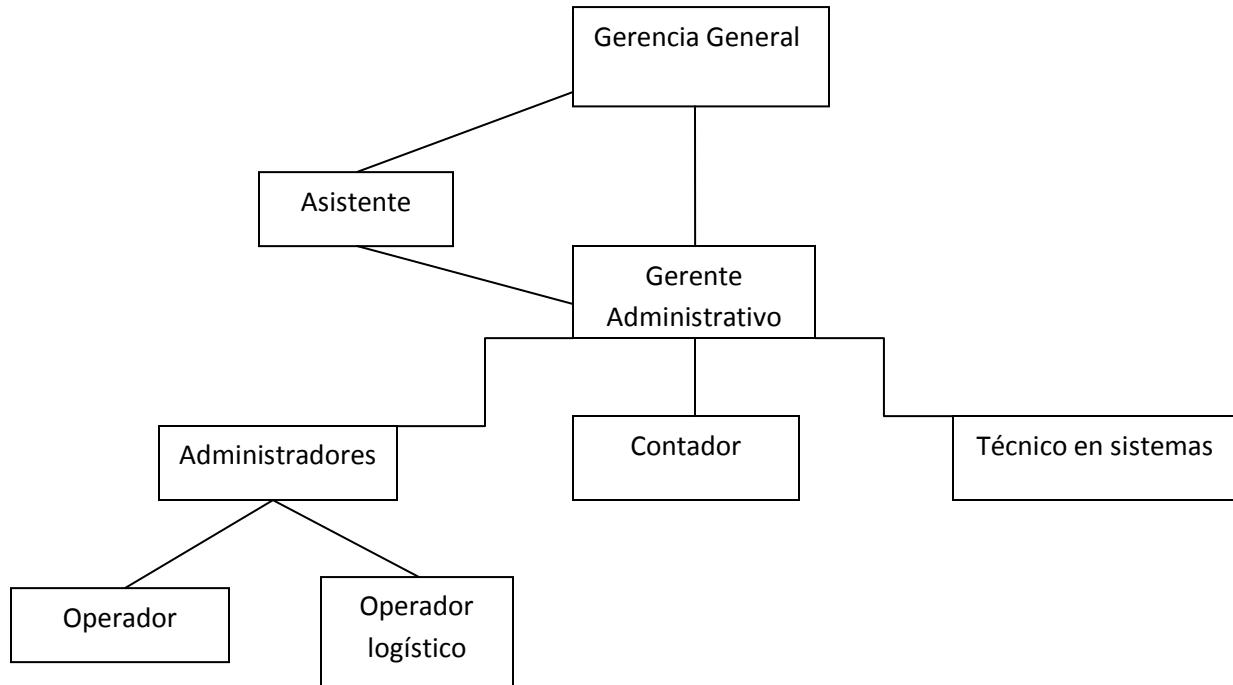 Gerencia General
Asistente
Gerente
Administrativo
Administradores
Contador
Técnico en sistemas
Operador
Operador
logístico